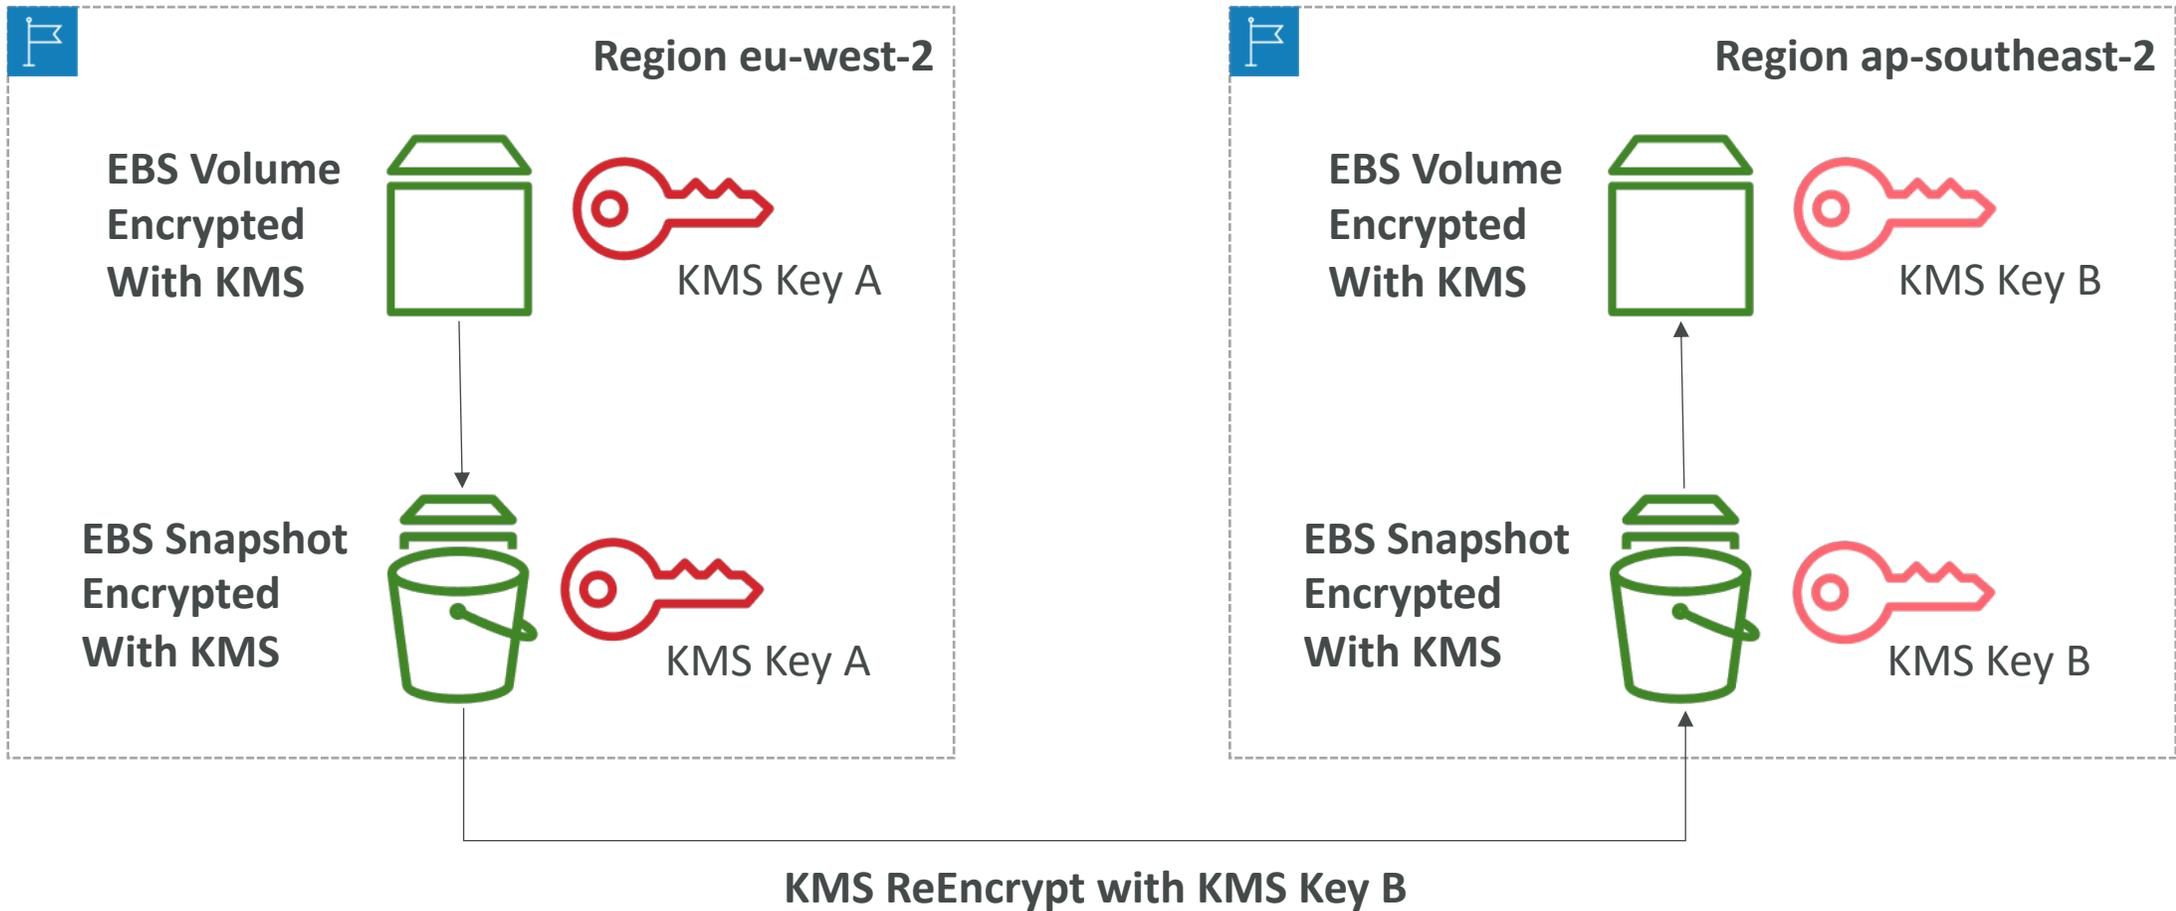 Region eu-west-2
EBS Volume
Encrypted
With KMS
KMS Key A
EBS Snapshot
Encrypted
With KMS
KMS Key A
Region ap-southeast-2
EBS Volume
Encrypted
With KMS
KMS Key B
EBS Snapshot
Encrypted
With KMS
KMS Key B
KMS ReEncrypt with KMS Key B